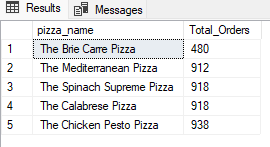 Results Messages
pizza_name Total_Orders
1 The Brie Carre Pizza 480
2 The Mediterranean Pizza 912
3 The Spinach Supreme Pizza 918
4 The Calabrese Pizza 918
5 The Chicken Pesto Pizza 938